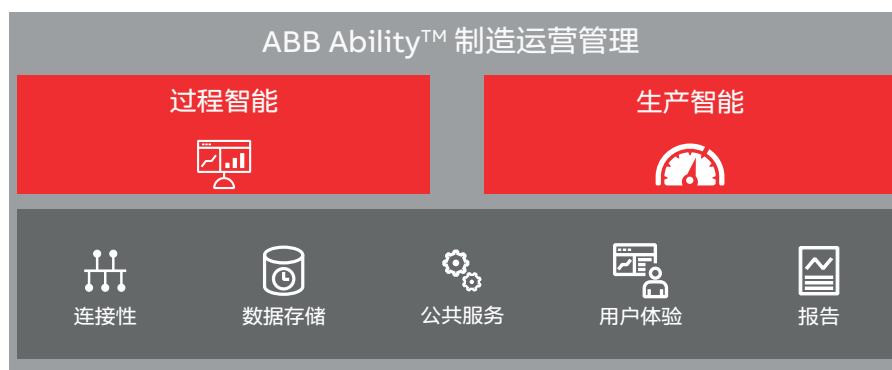 ABB Ability™ 制造运营管理
过程智能
生产智能
连接性
数据存储
公共服务
用户体验
报告